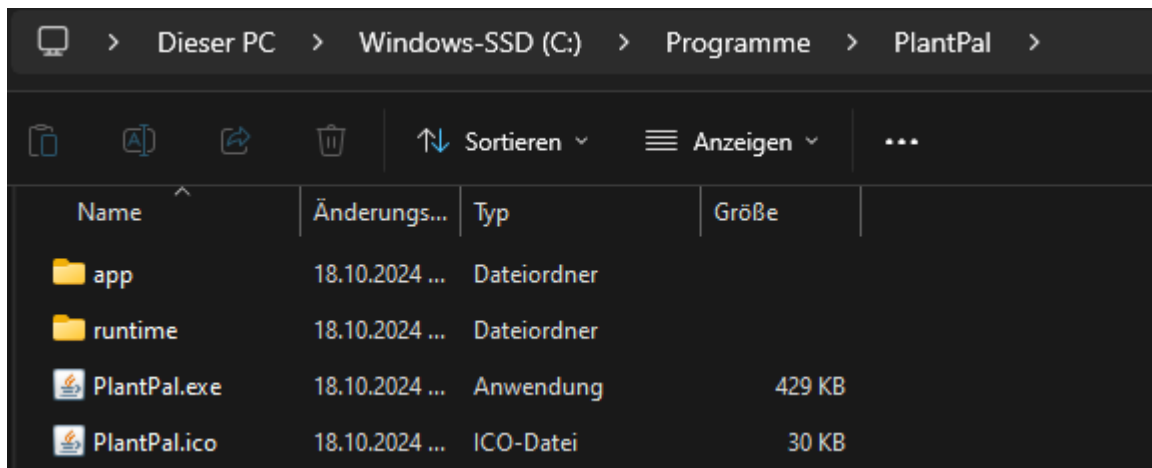 Dieser PC > Windows-SSD (C:) > Programme > PlantPal >
Sortieren Anzeigen
Name Änderungs... Typ Größe
app 18.10.2024 ... Dateiordner
runtime 18.10.2024 ... Dateiordner
PlantPal.exe 18.10.2024 ... Anwendung 429 KB
PlantPal.ico 18.10.2024 ... ICO-Datei 30 KB